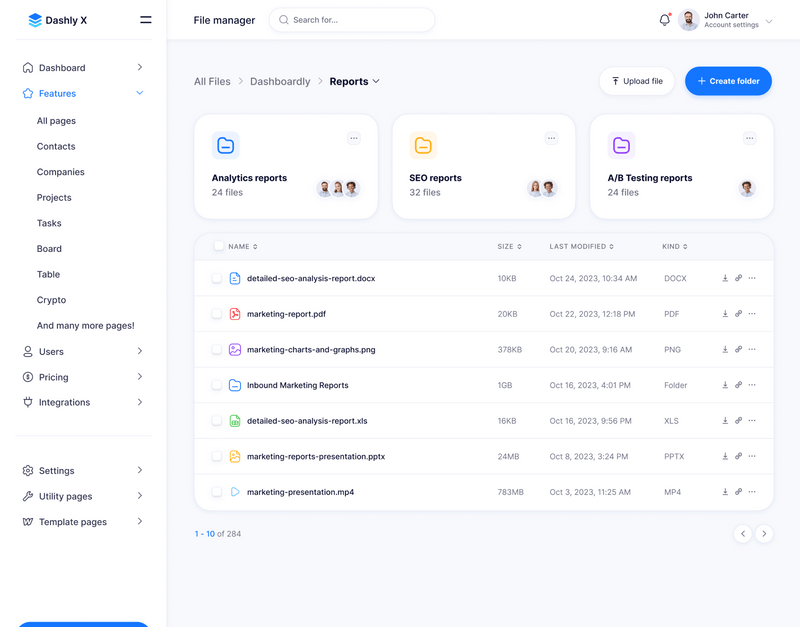 Dashly X
File manager
Search for...
John Carter
Account settings
Dashboard
Features
All pages
Contacts
Companies
Projects
Tasks
Board
Table
Crypto
And many more pages!
Users
Pricing
Integrations
Settings
Utility pages
Template pages
All Files > Dashboardly > Reports
Upload file
+ Create folder
Analytics reports
24 files
SEO reports
32 files
A/B Testing reports
24 files
NAME SIZE LAST MODIFIED KIND
detailed-seo-analysis-report.docx 10KB Oct 24, 2023, 10:34 AM DOCX
marketing-report.pdf 20KB Oct 22, 2023, 12:18 PM PDF
marketing-charts-and-graphs.png 378KB Oct 20, 2023, 9:16 AM PNG
Inbound Marketing Reports 1GB Oct 16, 2023, 4:01 PM Folder
detailed-seo-analysis-report.xls 16KB Oct 16, 2023, 9:56 PM XLS
marketing-reports-presentation.pptx 24MB Oct 8, 2023, 3:24 PM PPTX
marketing-presentation.mp4 783MB Oct 3, 2023, 11:25 AM MP4
1 - 10 of 284